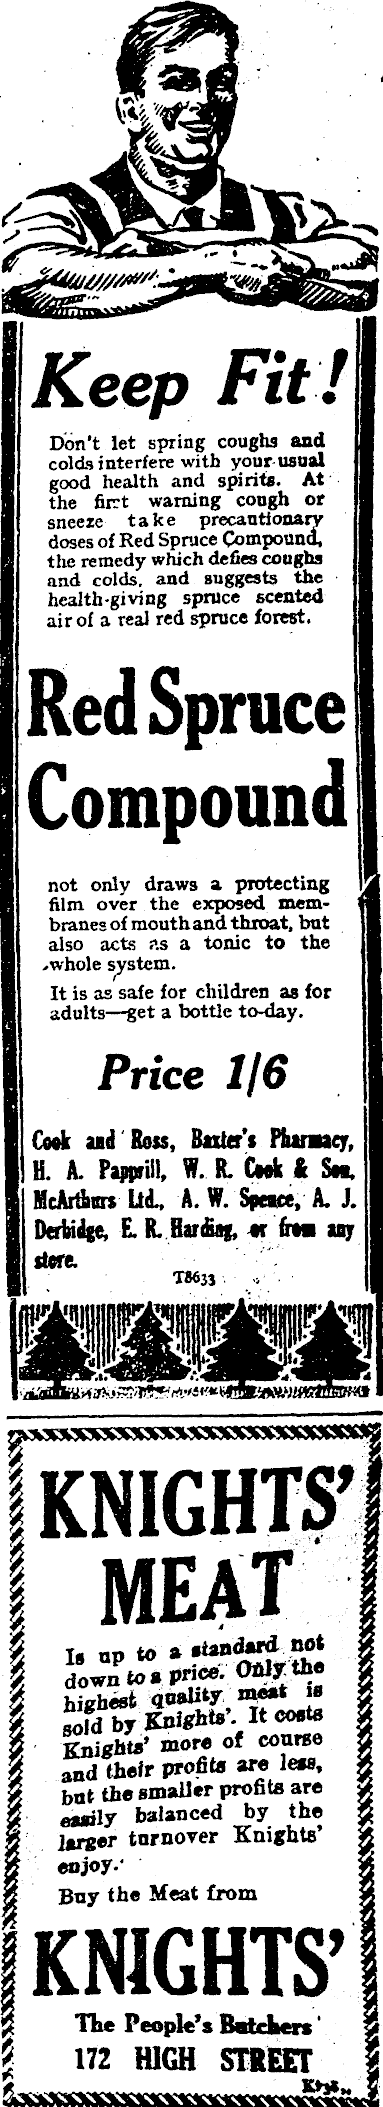 Keep Fit!
Don't let spring coughs and
colds interfere with your usual
good health and spirits. At
the first warning cough or
sneeze take precautionary
doses of Red Spruce Compound,
the remedy which defies coughs
and colds, and suggests the
health-giving spruce scented
air of a real red spruce forest.
Red Spruce
Compound
not only draws a protecting
film over the exposed mem-
branes of mouth and throat, but
also acts as a tonic to the
whole system.
It is as safe for children as for
adults—get a bottle to-day.
Price 1/6
Cook and Ross, Baxter's Pharmacy,
H. A. Papprill, W. R. Cook & Son,
McArthurs Ltd., A. W. Spence, A. J.
Derbidge, E. R. Harding, or from any
store.
T8633
KNIGHTS'
MEAT
Is up to a standard not
down to a price. Only the
highest quality meat is
sold by Knights'. It costs
Knights' more of course
and their profits are less,
but the smaller profits are
easily balanced by the
larger turnover Knights'
enjoy.
Buy the Meat from
KNIGHTS'
The People's Butchers
172 HIGH STREET